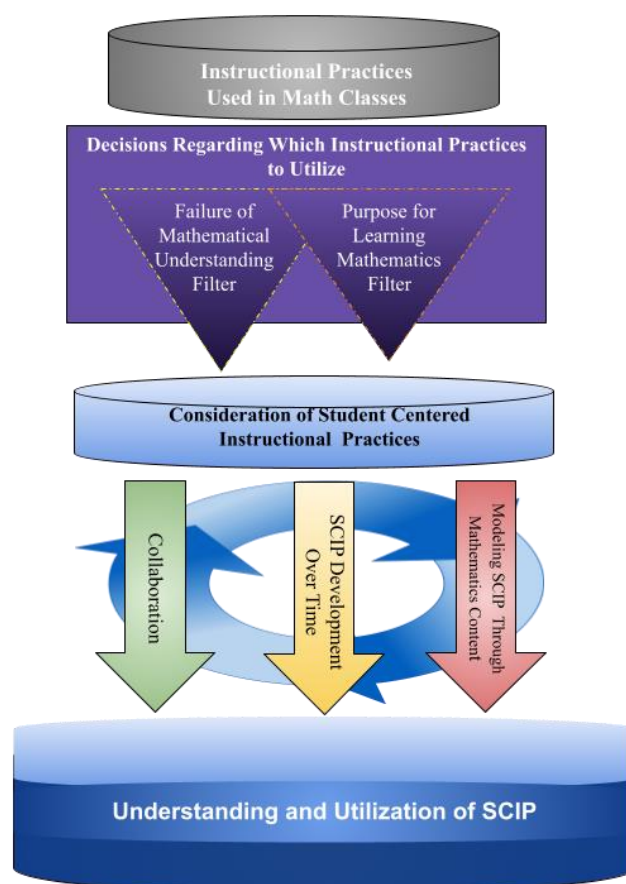 Instructional Practices
Used in Math Classes
Decisions Regarding Which Instructional Practices
to Utilize
Failure of
Mathematical
Understanding
Filter
Purpose for
Learning
Mathematics
Filter
Consideration of Student Centered
Instructional Practices
Collaboration
SCIP Development
Over Time
Modeling SCIP Through
Mathematics Content
Understanding and Utilization of SCIP